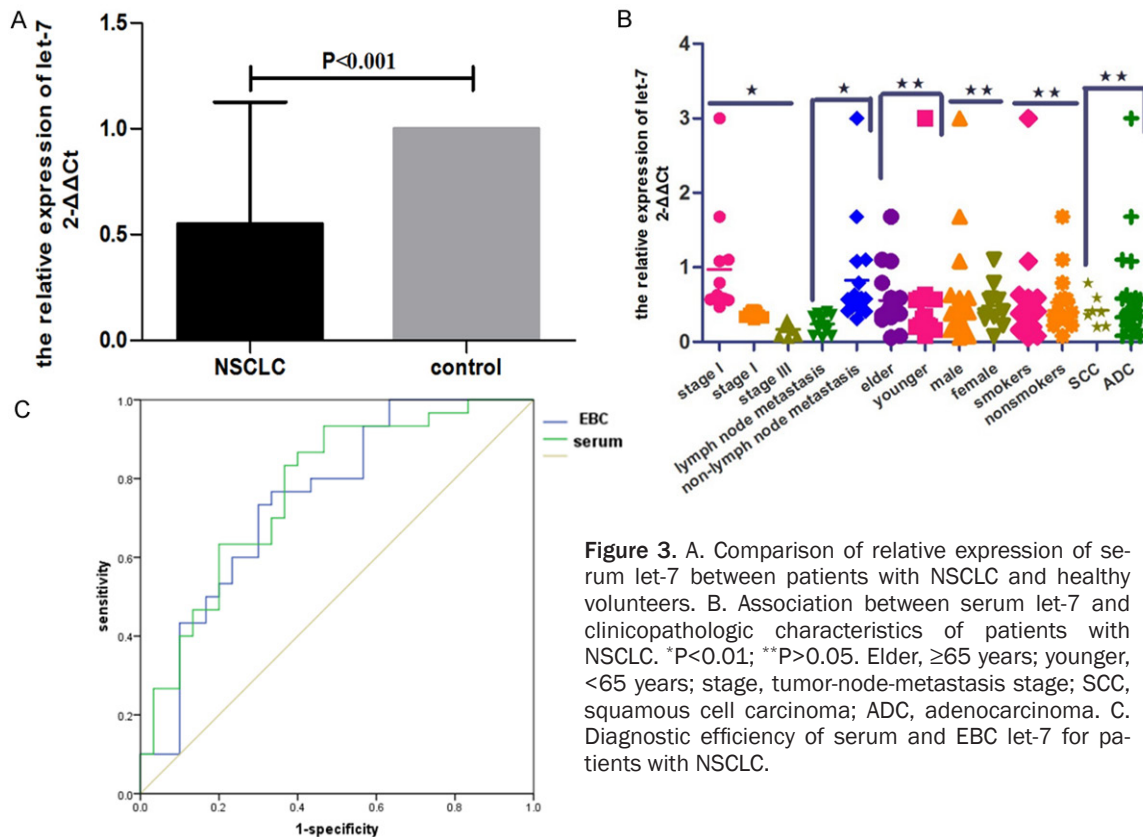 A
the relative expression of let-7
2-ΔΔCt
1.5
1.0
0.5
0.0
P<0.001
NSCLC
control
B
the relative expression of let-7
2-ΔΔCt
4
3
2
1
0
★
★
★★
★★
★★
★★
stage I
stage I
stage III
lymph node metastasis
non-lymph node metastasis
elder
younger
male
female
smokers
nonsmokers
SCC
ADC
C
sensitivity
1.0
0.8
0.6
0.4
0.2
0.0
0.0
0.2
0.4
0.6
0.8
1.0
1-specificity
EBC
serum
Figure 3. A. Comparison of relative expression of se-
rum let-7 between patients with NSCLC and healthy
volunteers. B. Association between serum let-7 and
clinicopathologic characteristics of patients with
NSCLC. *P<0.01; **P>0.05. Elder, ≥65 years; younger,
<65 years; stage, tumor-node-metastasis stage; SCC,
squamous cell carcinoma; ADC, adenocarcinoma. C.
Diagnostic efficiency of serum and EBC let-7 for pa-
tients with NSCLC.